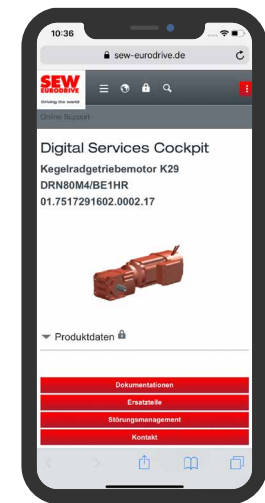 10:36
sew-eurodrive.de
SEW
EURODRIVE
Driving the world
Online Support
Digital Services Cockpit
Kegelradgetriebemotor K29
DRN80M4/BE1HR
01.7517291602.0002.17
Produktdaten
Dokumentationen
Ersatzteile
Störungsmanagement
Kontakt